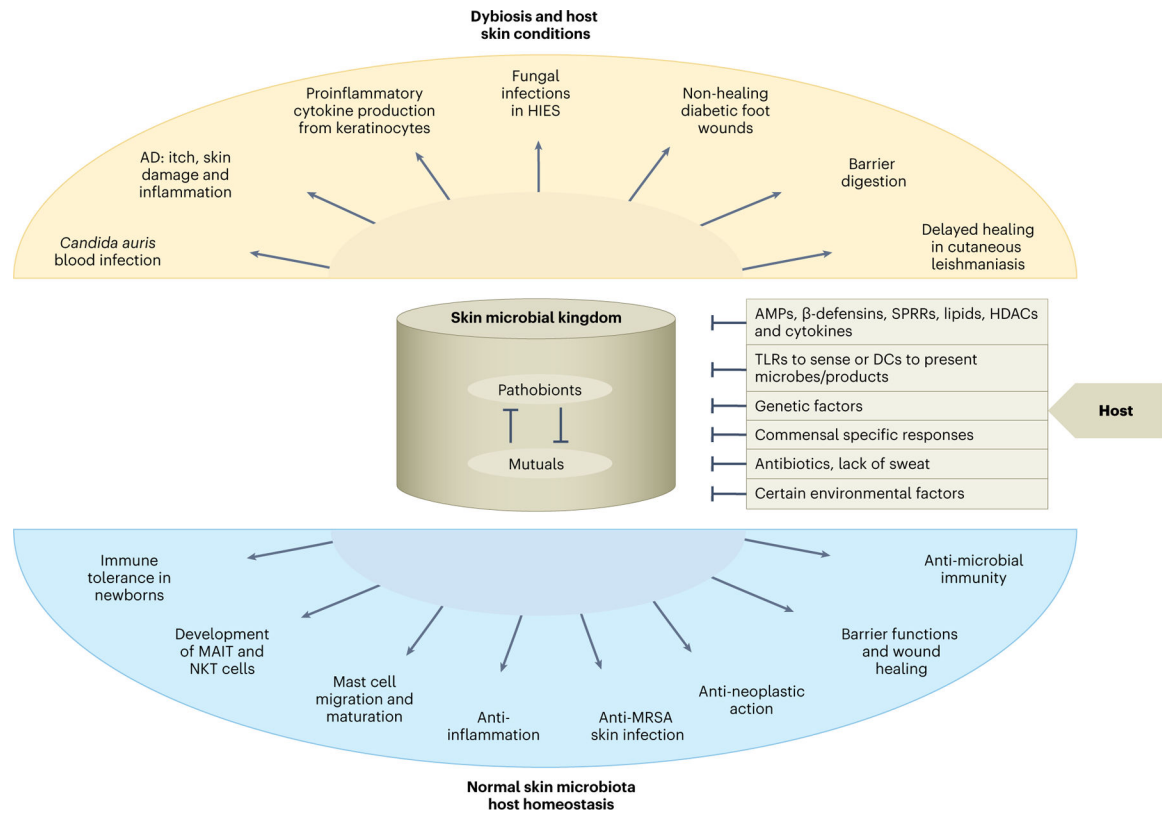 Dybiosis and host
skin conditions
Fungal
infections
in HIES
Proinflammatory
cytokine production
from keratinocytes
Non-healing
diabetic foot
wounds
AD: itch, skin
damage and
inflammation
Barrier
digestion
Candida auris
blood infection
Delayed healing
in cutaneous
leishmaniasis
Skin microbial kingdom
Pathobionts
Mutuals
AMPs, β-defensins, SPRRs, lipids, HDACs
and cytokines
TLRs to sense or DCs to present
microbes/products
Genetic factors
Commensal specific responses
Antibiotics, lack of sweat
Certain environmental factors
Host
Immune
tolerance in
newborns
Development
of MAIT and
NKT cells
Mast cell
migration and
maturation
Anti-
inflammation
Anti-MRSA
skin infection
Anti-neoplastic
action
Barrier functions
and wound
healing
Anti-microbial
immunity
Normal skin microbiota
host homeostasis